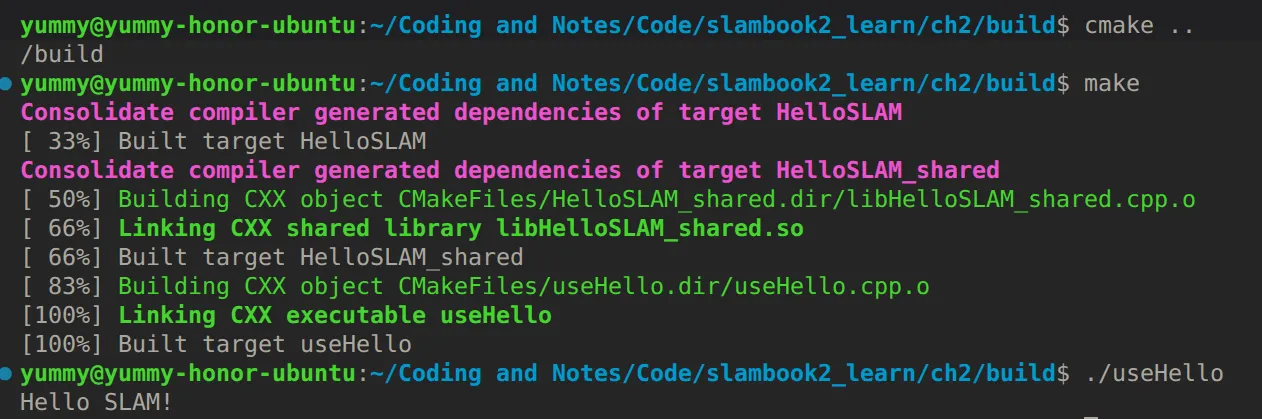 yummy@yummy-honor-ubuntu:~/Coding and Notes/Code/slambook2_learn/ch2/build$ cmake ..
/build
yummy@yummy-honor-ubuntu:~/Coding and Notes/Code/slambook2_learn/ch2/build$ make
Consolidate compiler generated dependencies of target HelloSLAM
[ 33%] Built target HelloSLAM
Consolidate compiler generated dependencies of target HelloSLAM_shared
[ 50%] Building CXX object CMakeFiles/HelloSLAM_shared.dir/libHelloSLAM_shared.cpp.o
[ 66%] Linking CXX shared library libHelloSLAM_shared.so
[ 66%] Built target HelloSLAM_shared
[ 83%] Building CXX object CMakeFiles/useHello.dir/useHello.cpp.o
[100%] Linking CXX executable useHello
[100%] Built target useHello
yummy@yummy-honor-ubuntu:~/Coding and Notes/Code/slambook2_learn/ch2/build$ ./useHello
Hello SLAM!